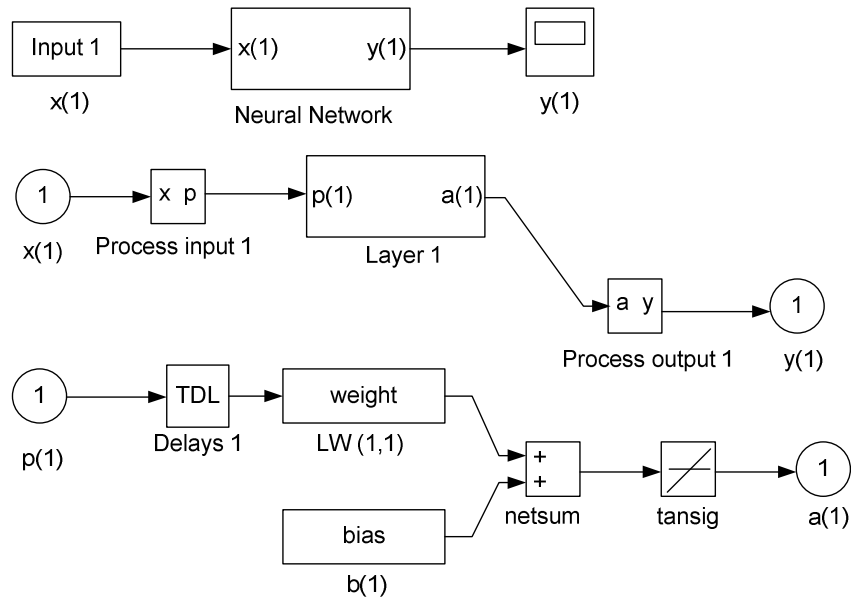 Input 1
x(1)
y(1)
x(1)
Neural Network
y(1)
1
x p
p(1)
a(1)
x(1)
Process input 1
Layer 1
a y
1
Process output 1
y(1)
1
TDL
weight
p(1)
Delays 1
LW (1,1)
+
+
1
netsum
tansig
a(1)
bias
b(1)